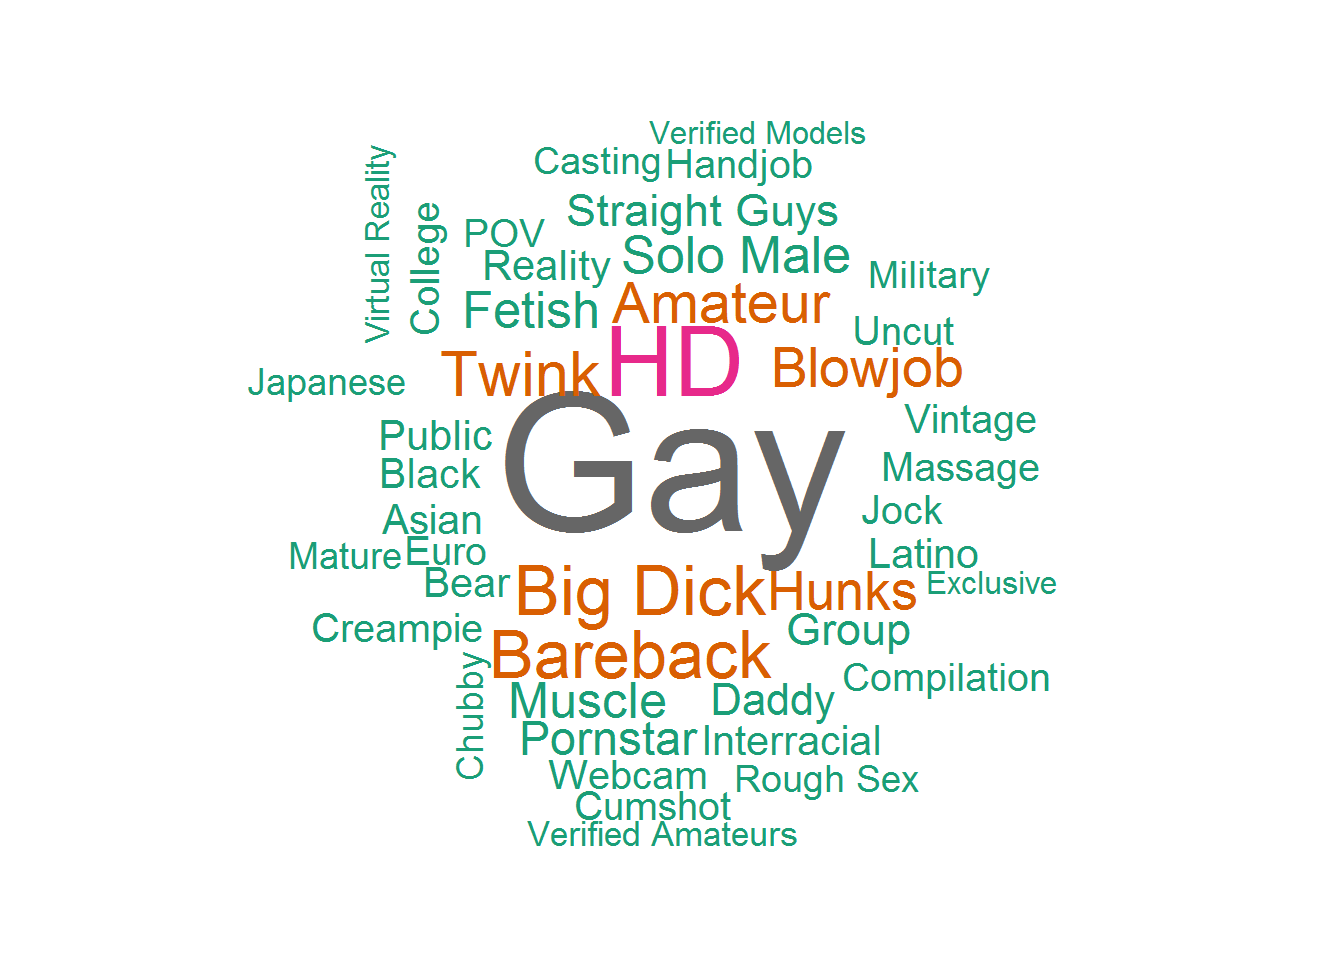 Verified Models
Casting
Handjob
Virtual Reality
College
Straight Guys
POV
Solo Male
Reality
Military
Fetish
Amateur
Uncut
HD
Twink
Blowjob
Japanese
Gay
Vintage
Public
Black
Massage
Asian
Jock
Mature
Euro
Latino
Bear
Big Dick
Hunks
Exclusive
Creampie
Group
Bareback
Chubby
Compilation
Muscle
Daddy
Pornstar
Interracial
Webcam
Rough Sex
Cumshot
Verified Amateurs